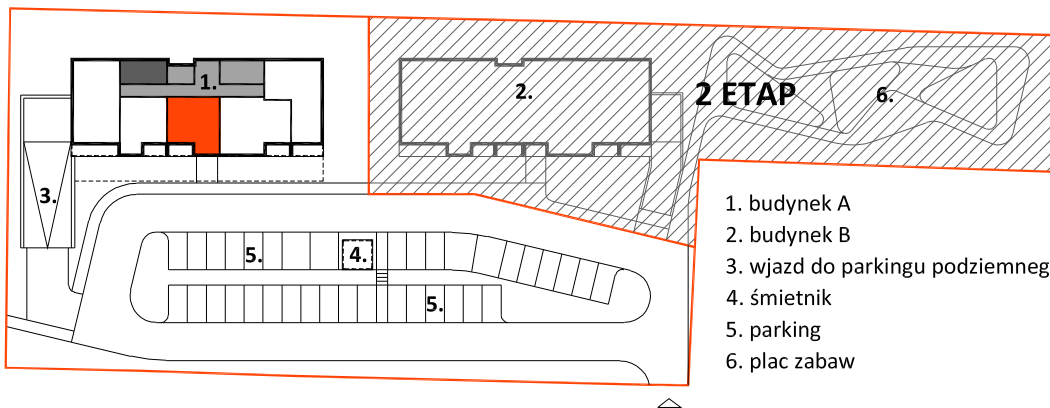 1.
2.
2 ETAP
6.
3.
5.
4.
5.
1. budynek A
2. budynek B
3. wjazd do parkingu podziemneg
4. śmietnik
5. parking
6. plac zabaw